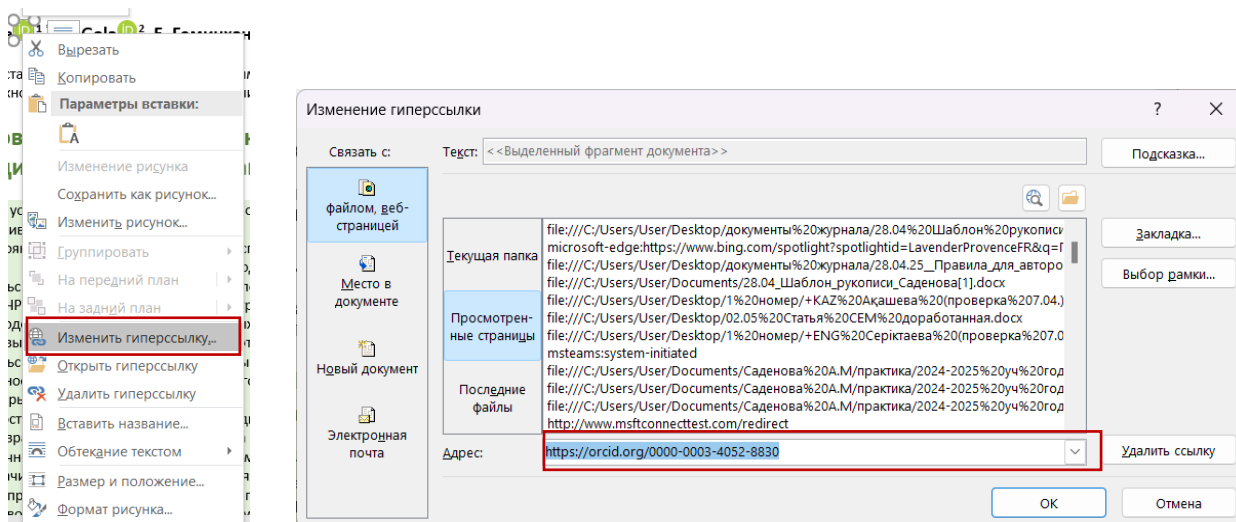 Вырезать
Копировать
Параметры вставки:
Изменение рисунка
Сохранить как рисунок...
Изменить рисунок...
Группировать
На передний план
На задний план
Изменить гиперссылку...
Открыть гиперссылку
Удалить гиперссылку
Вставить название...
Обтекание текстом
Размер и положение...
Формат рисунка...
Изменение гиперссылки
? X
Связать с:
Текст: <<Выделенный фрагмент документа>>
Подсказка...
файлом, веб-
страницей
Место в
документе
Новый документ
Электронная
почта
Текущая папка
Просмотрен-
ные страницы
Последние
файлы
file:///C:/Users/User/Desktop/документы%20журнала/28.04%20Шаблон%20рукописи
microsoft-edge:https://www.bing.com/spotlight?spotlightid=LavenderProvenceFR&q=
file:///C:/Users/User/Desktop/документы%20журнала/28.04.25__Правила_для_авторо
file:///C:/Users/User/Documents/28.04_Шаблон_рукописи_Саденова[1].docx
file:///C:/Users/User/Desktop/1%20номер/+KAZ%20Ақашева%20(проверка%207.04.)
file:///C:/Users/User/Desktop/02.05%20Статья%20СЕМ%20доработанная.docx
file:///C:/Users/User/Desktop/1%20номер/+ENG%20Серіктаева%20(проверка%207.0
msteams:system-initiated
file:///C:/Users/User/Documents/Саденова%20А.М/практика/2024-2025%20уч%20год
file:///C:/Users/User/Documents/Саденова%20А.М/практика/2024-2025%20уч%20год
file:///C:/Users/User/Documents/Саденова%20А.М/практика/2024-2025%20уч%20год
http://www.msftconnecttest.com/redirect
Закладка...
Выбор рамки...
Адрес: https://orcid.org/0000-0003-4052-8830
Удалить ссылку
ОК
Отмена